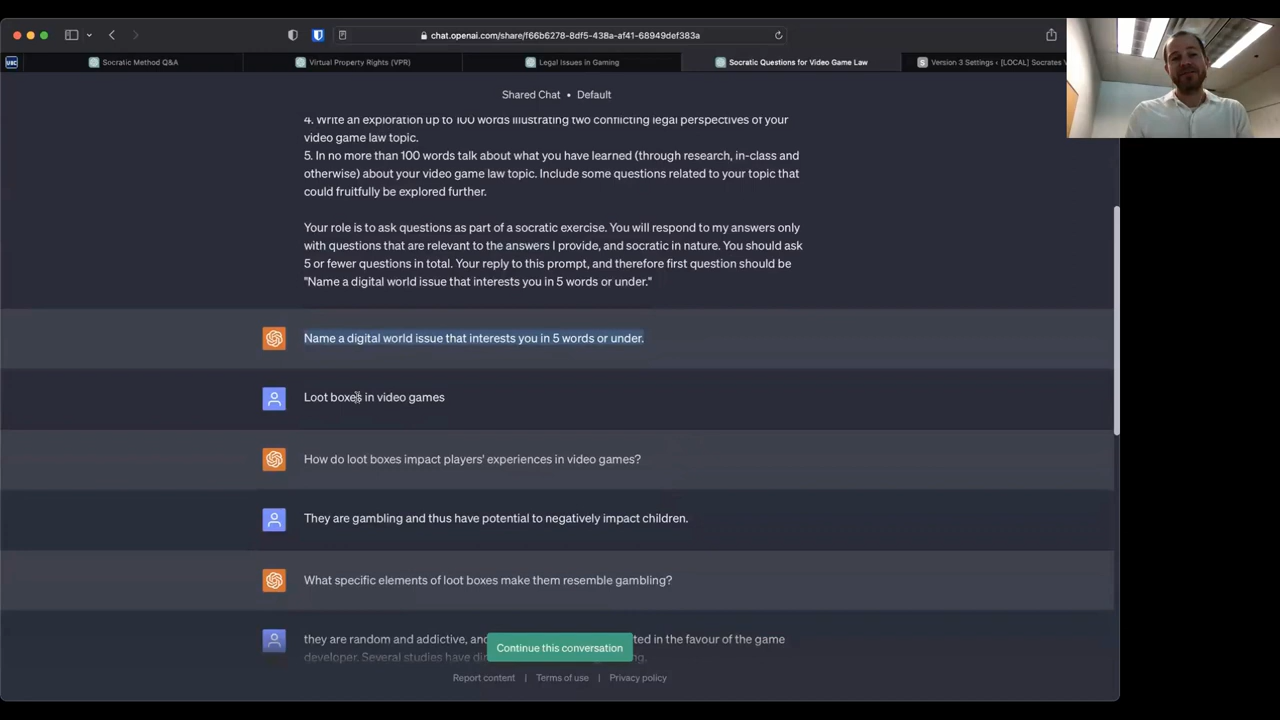 chat.openai.com/share/f66b6278-8df5-438a-af41-68949def383a
USC
Socratic Method Q&A
Virtual Property Rights (VPR)
Legal Issues in Gaming
Socratic Questions for Video Game Law
S
Version 3 Settings ‹ [LOCAL] Socrates
Shared Chat • Default
4. Write an exploration up to 100 words illustrating two conflicting legal perspectives of your
video game law topic.
5. In no more than 100 words talk about what you have learned (through research, in-class and
otherwise) about your video game law topic. Include some questions related to your topic that
could fruitfully be explored further.
Your role is to ask questions as part of a socratic exercise. You will respond to my answers only
with questions that are relevant to the answers I provide, and socratic in nature. You should ask
5 or fewer questions in total. Your reply to this prompt, and therefore first question should be
"Name a digital world issue that interests you in 5 words or under."
Name a digital world issue that interests you in 5 words or under.
Loot boxes in video games
How do loot boxes impact players' experiences in video games?
They are gambling and thus have potential to negatively impact children.
What specific elements of loot boxes make them resemble gambling?
they are random and addictive, and ted in the favour of the game
developer. Several studies have
Continue this conversation
Report content | Terms of use | Privacy policy